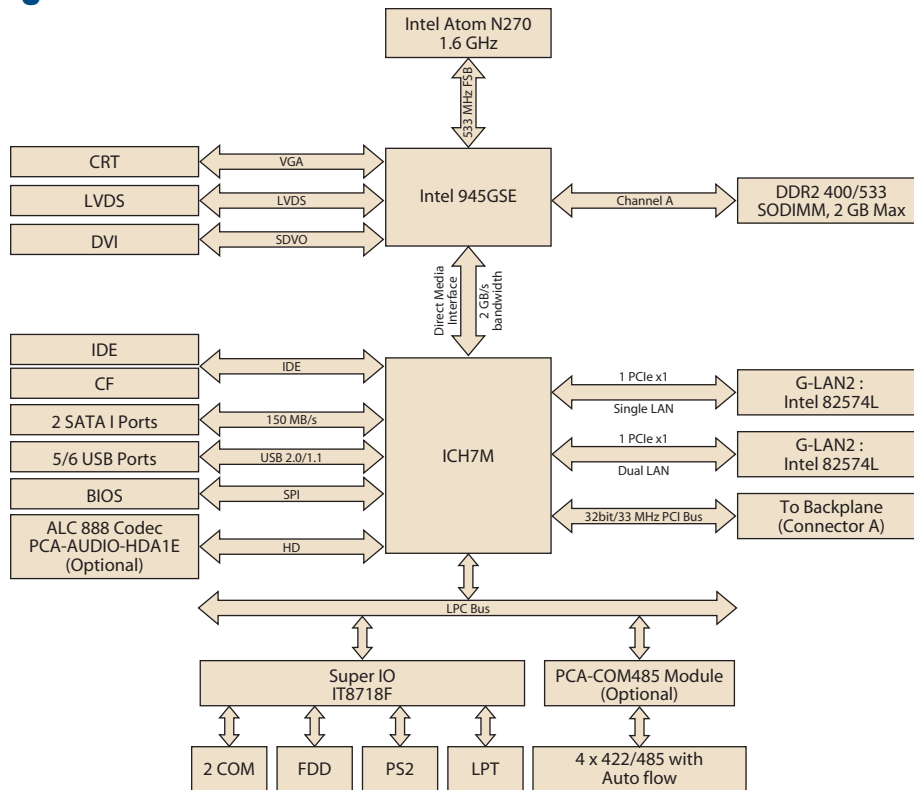 Intel Atom N270
1.6 GHz
533 MHz FSB
CRT
VGA
LVDS
LVDS
DVI
SDVO
Intel 945GSE
Channel A
DDR2 400/533
SODIMM, 2 GB Max
Direct Media
Interface
2 GB/s
bandwidth
IDE
CF
IDE
2 SATA I Ports
150 MB/s
5/6 USB Ports
USB 2.0/1.1
BIOS
SPI
ALC 888 Codec
PCA-AUDIO-HDA1E
(Optional)
HD
ICH7M
1 PCIe x1
Single LAN
G-LAN2 :
Intel 82574L
1 PCIe x1
Dual LAN
G-LAN2 :
Intel 82574L
32bit/33 MHz PCI Bus
To Backplane
(Connector A)
LPC Bus
Super IO
IT8718F
PCA-COM485 Module
(Optional)
2 COM
FDD
PS2
LPT
4 x 422/485 with
Auto flow